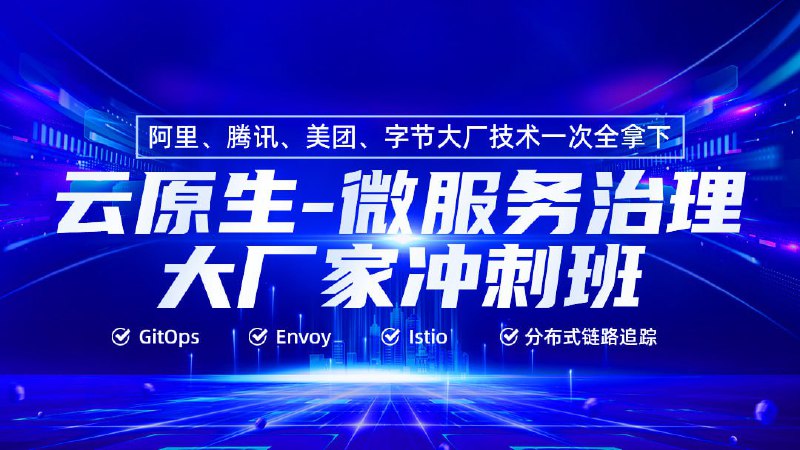 阿里、腾讯、美团、字节大厂技术一次全拿下
云原生-微服务治理
大厂家冲刺班
GitOps Envoy Istio 分布式链路追踪